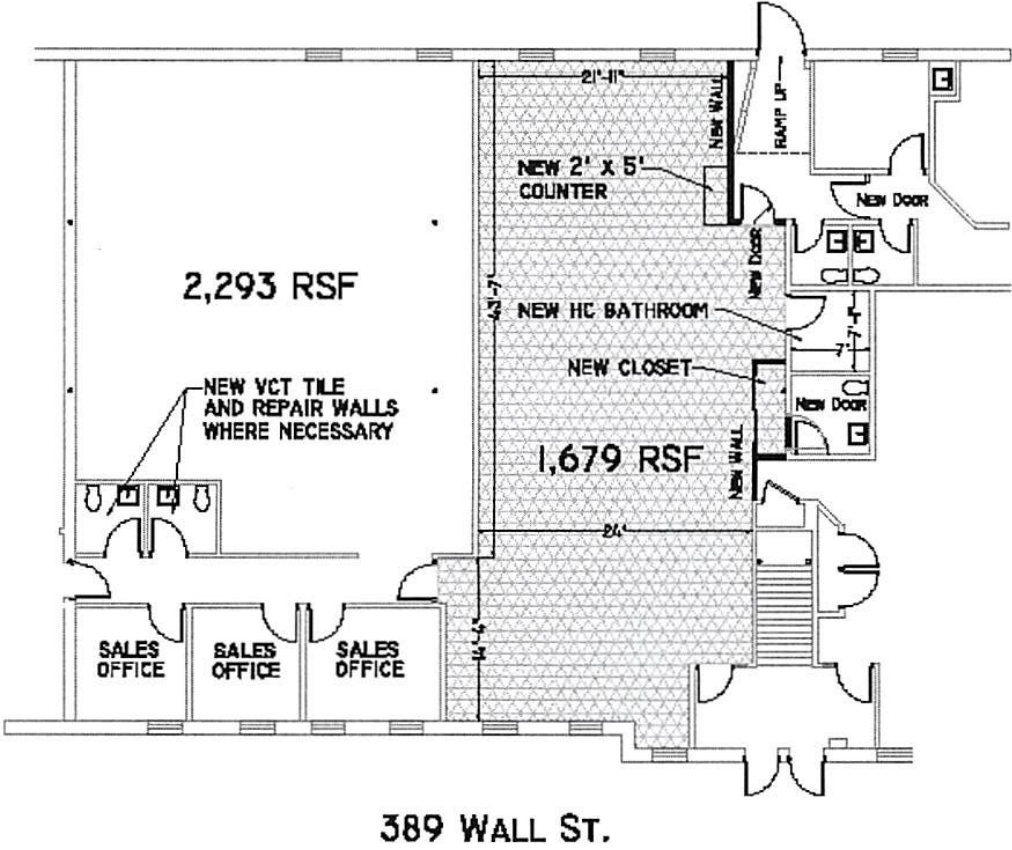 21'-11"
NEW WALL
RAMP UP
NEW 2' X 5'
COUNTER
NEW DOOR
2,293 RSF
43'-7"
NEW DOOR
NEW HC BATHROOM
7'
7'-4"
NEW CLOSET
NEW VCT TILE
AND REPAIR WALLS
WHERE NECESSARY
NEW DOOR
1,679 RSF
NEW WALL
24'
14'-4"
SALES
OFFICE
SALES
OFFICE
SALES
OFFICE
389 WALL ST.